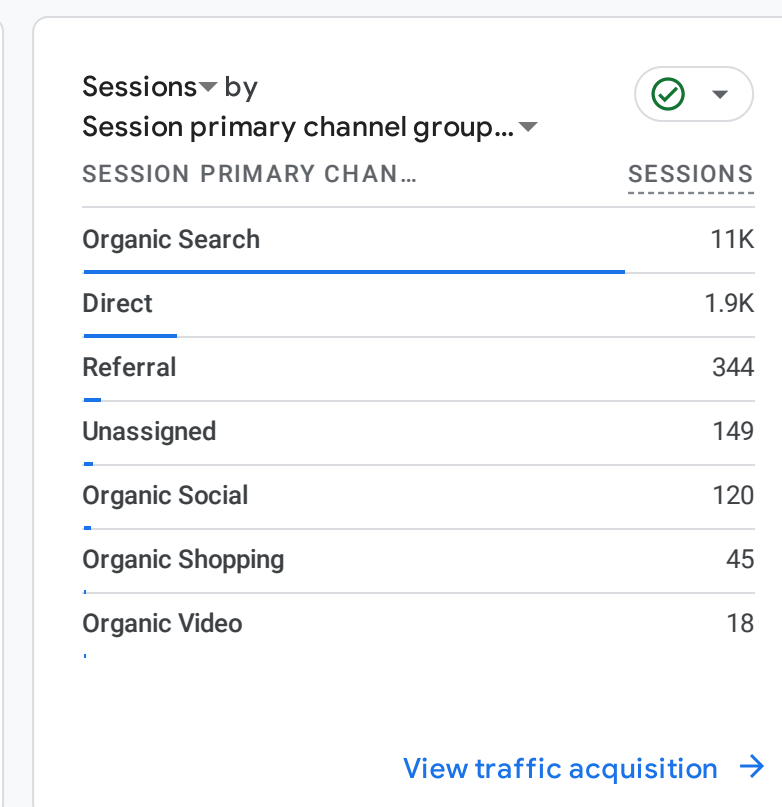 Sessions by
Session primary channel group...
SESSION PRIMARY CHAN... SESSIONS
Organic Search 11K
Direct 1.9K
Referral 344
Unassigned 149
Organic Social 120
Organic Shopping 45
Organic Video 18
View traffic acquisition